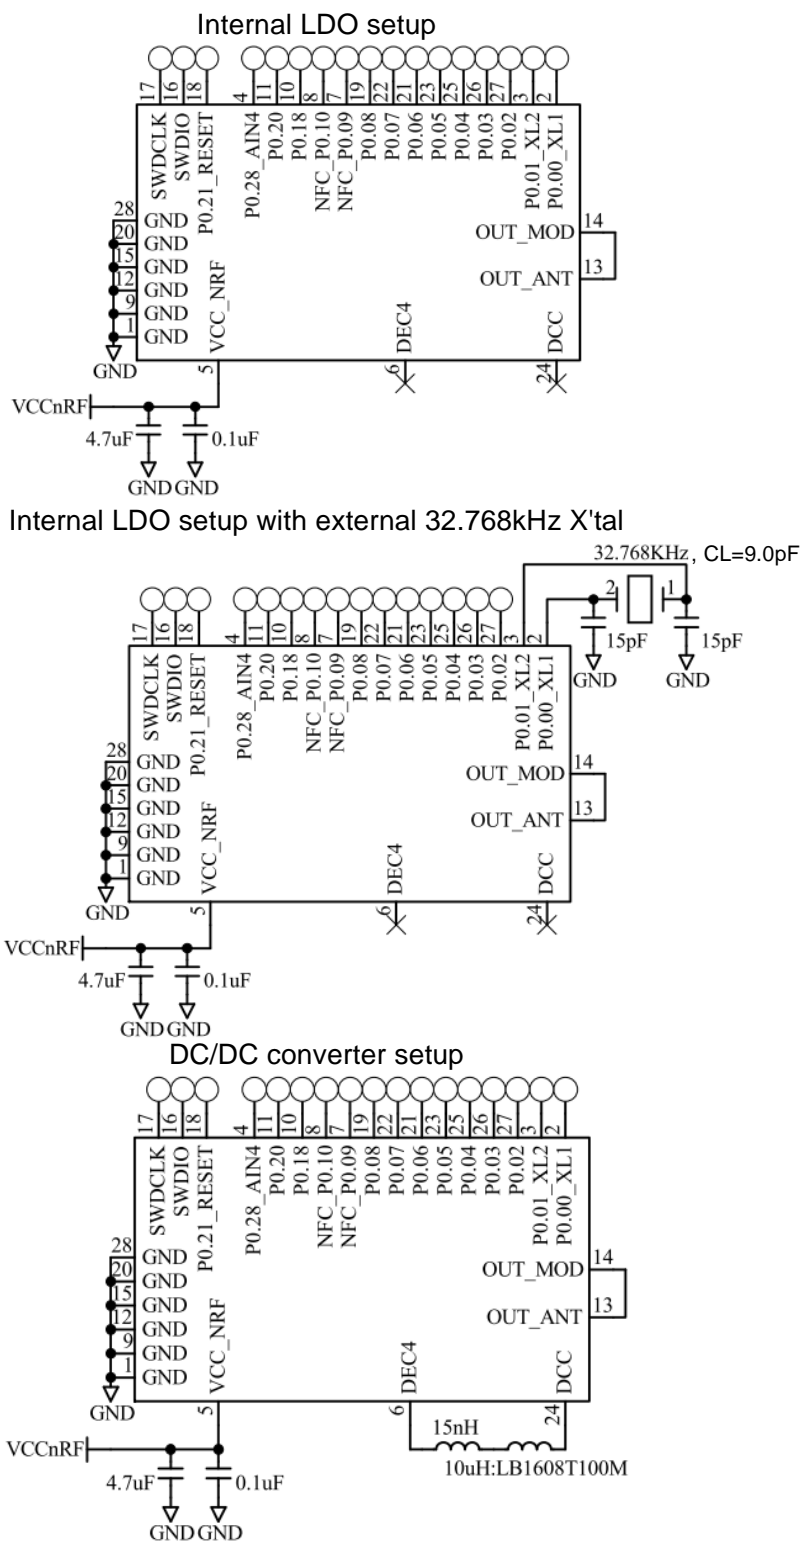 Internal LDO setup
17 16 18 4 11 10 8 7 19 22 21 23 25 26 27 3 2
SWDCLK SWDIO P0.21_RESET P0.28_AIN4 P0.20 P0.18 NFC_P0.10 NFC_P0.09 P0.08 P0.07 P0.06 P0.05 P0.04 P0.03 P0.02 P0.01_XL2 P0.00_XL1
28 GND
20 GND
15 GND
12 GND
9 GND
1 GND
OUT_MOD 14
OUT_ANT 13
VCC_NRF DEC4 DCC
GND
5 6 24
VCCnRF
4.7uF 0.1uF
GND GND
Internal LDO setup with external 32.768kHz X'tal
32.768KHz, CL=9.0pF
2 1
15pF 15pF
GND GND
17 16 18 4 11 10 8 7 19 22 21 23 25 26 27 3 2
SWDCLK SWDIO P0.21_RESET P0.28_AIN4 P0.20 P0.18 NFC_P0.10 NFC_P0.09 P0.08 P0.07 P0.06 P0.05 P0.04 P0.03 P0.02 P0.01_XL2 P0.00_XL1
28 GND
20 GND
15 GND
12 GND
9 GND
1 GND
OUT_MOD 14
OUT_ANT 13
VCC_NRF DEC4 DCC
GND
5 6 24
VCCnRF
4.7uF 0.1uF
GND GND
DC/DC converter setup
17 16 18 4 11 10 8 7 19 22 21 23 25 26 27 3 2
SWDCLK SWDIO P0.21_RESET P0.28_AIN4 P0.20 P0.18 NFC_P0.10 NFC_P0.09 P0.08 P0.07 P0.06 P0.05 P0.04 P0.03 P0.02 P0.01_XL2 P0.00_XL1
28 GND
20 GND
15 GND
12 GND
9 GND
1 GND
OUT_MOD 14
OUT_ANT 13
VCC_NRF DEC4 DCC
GND
5 6 24
15nH
10uH:LB1608T100M
VCCnRF
4.7uF 0.1uF
GND GND